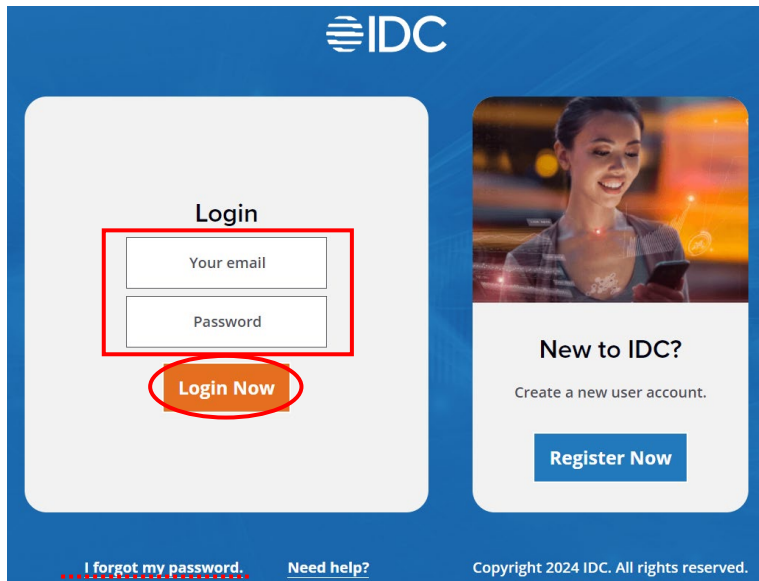 IDC
Login
Your email
Password
Login Now
New to IDC?
Create a new user account.
Register Now
I forgot my password.
Need help?
Copyright 2024 IDC. All rights reserved.